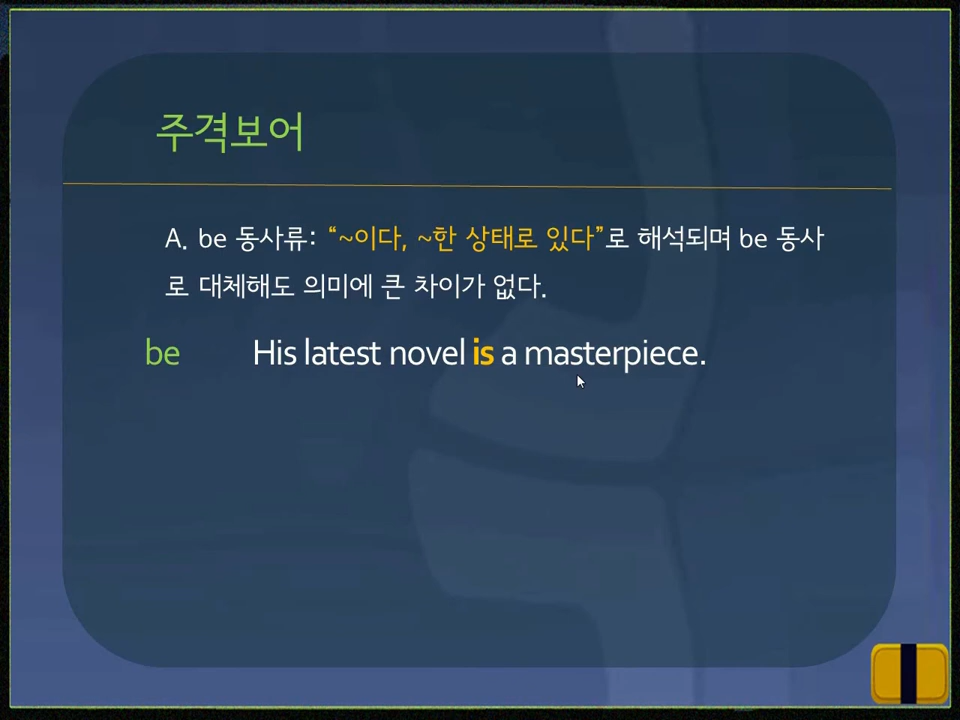 주격보어
A. be 동사류: “~이다, ~한 상태로 있다”로 해석되며 be 동사
로 대체해도 의미에 큰 차이가 없다.
be His latest novel is a masterpiece.